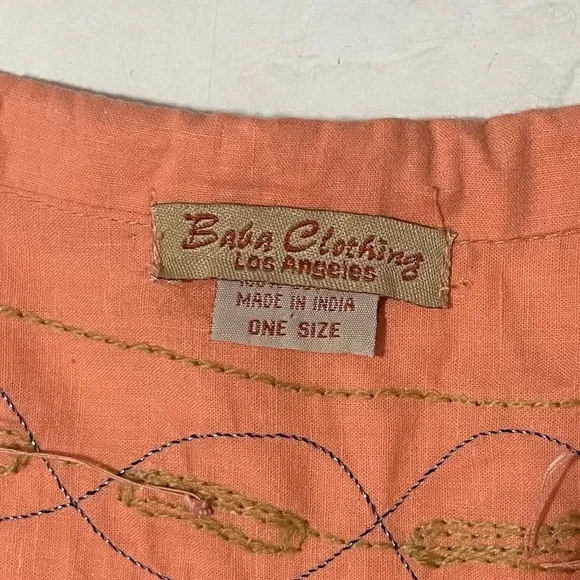 Baba Clothing
Los Angeles
MADE IN INDIA
ONE SIZE